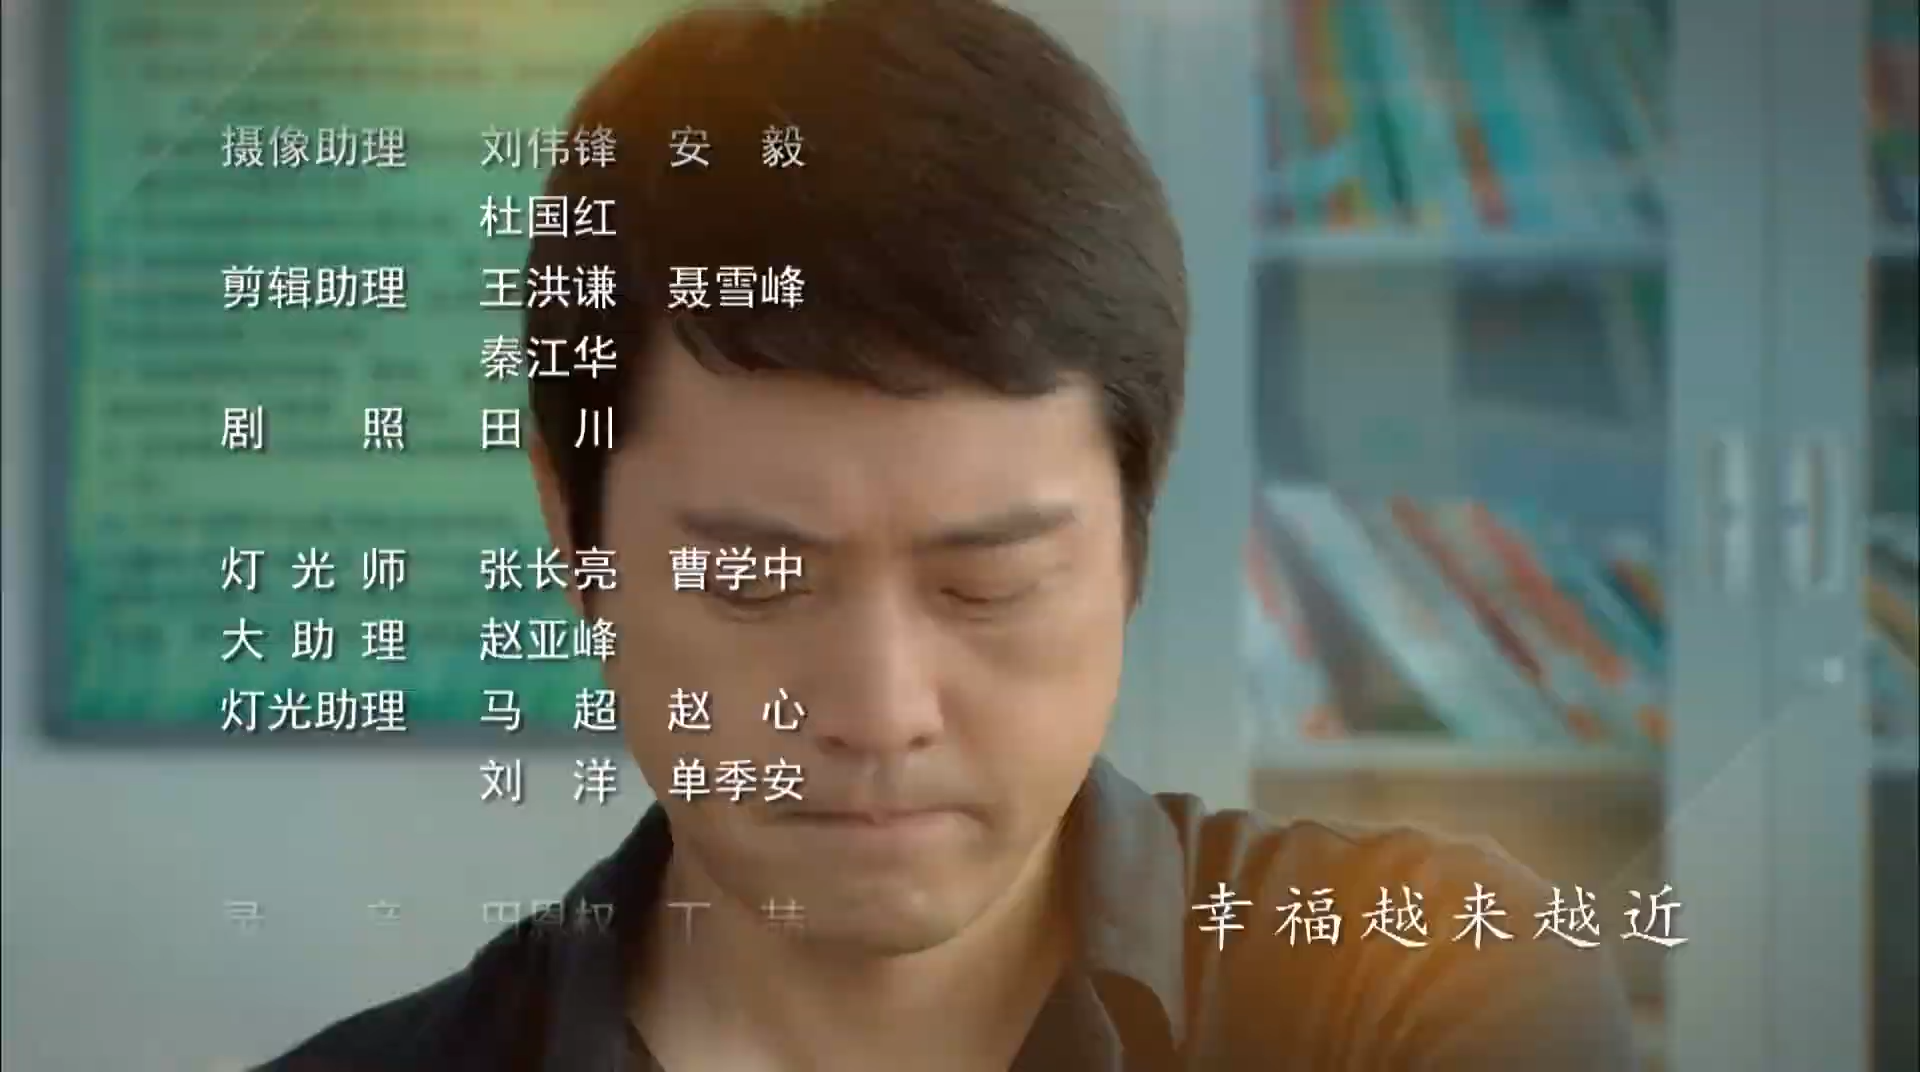 摄像助理 刘伟锋 安毅
杜国红
剪辑助理 王洪谦 聂雪峰
秦江华
剧照 田川
灯光师 张长亮 曹学中
大助理 赵亚峰
灯光助理 马超 赵心
刘洋 单季安
幸福越来越近